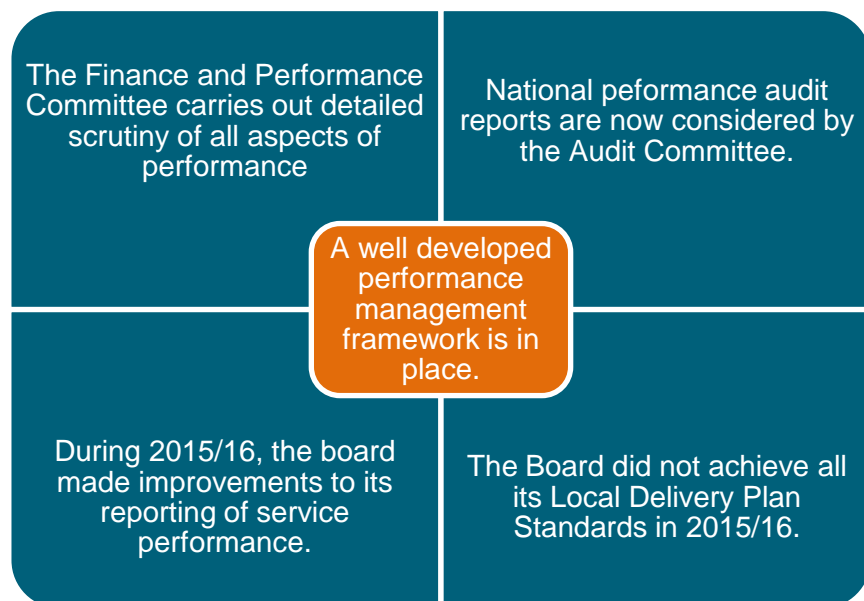 The Finance and Performance
Committee carries out detailed
scrutiny of all aspects of
performance
National peformance audit
reports are now considered by
the Audit Committee.
A well developed
performance
management
framework is in
place.
During 2015/16, the board
made improvements to its
reporting of service
performance.
The Board did not achieve all
its Local Delivery Plan
Standards in 2015/16.